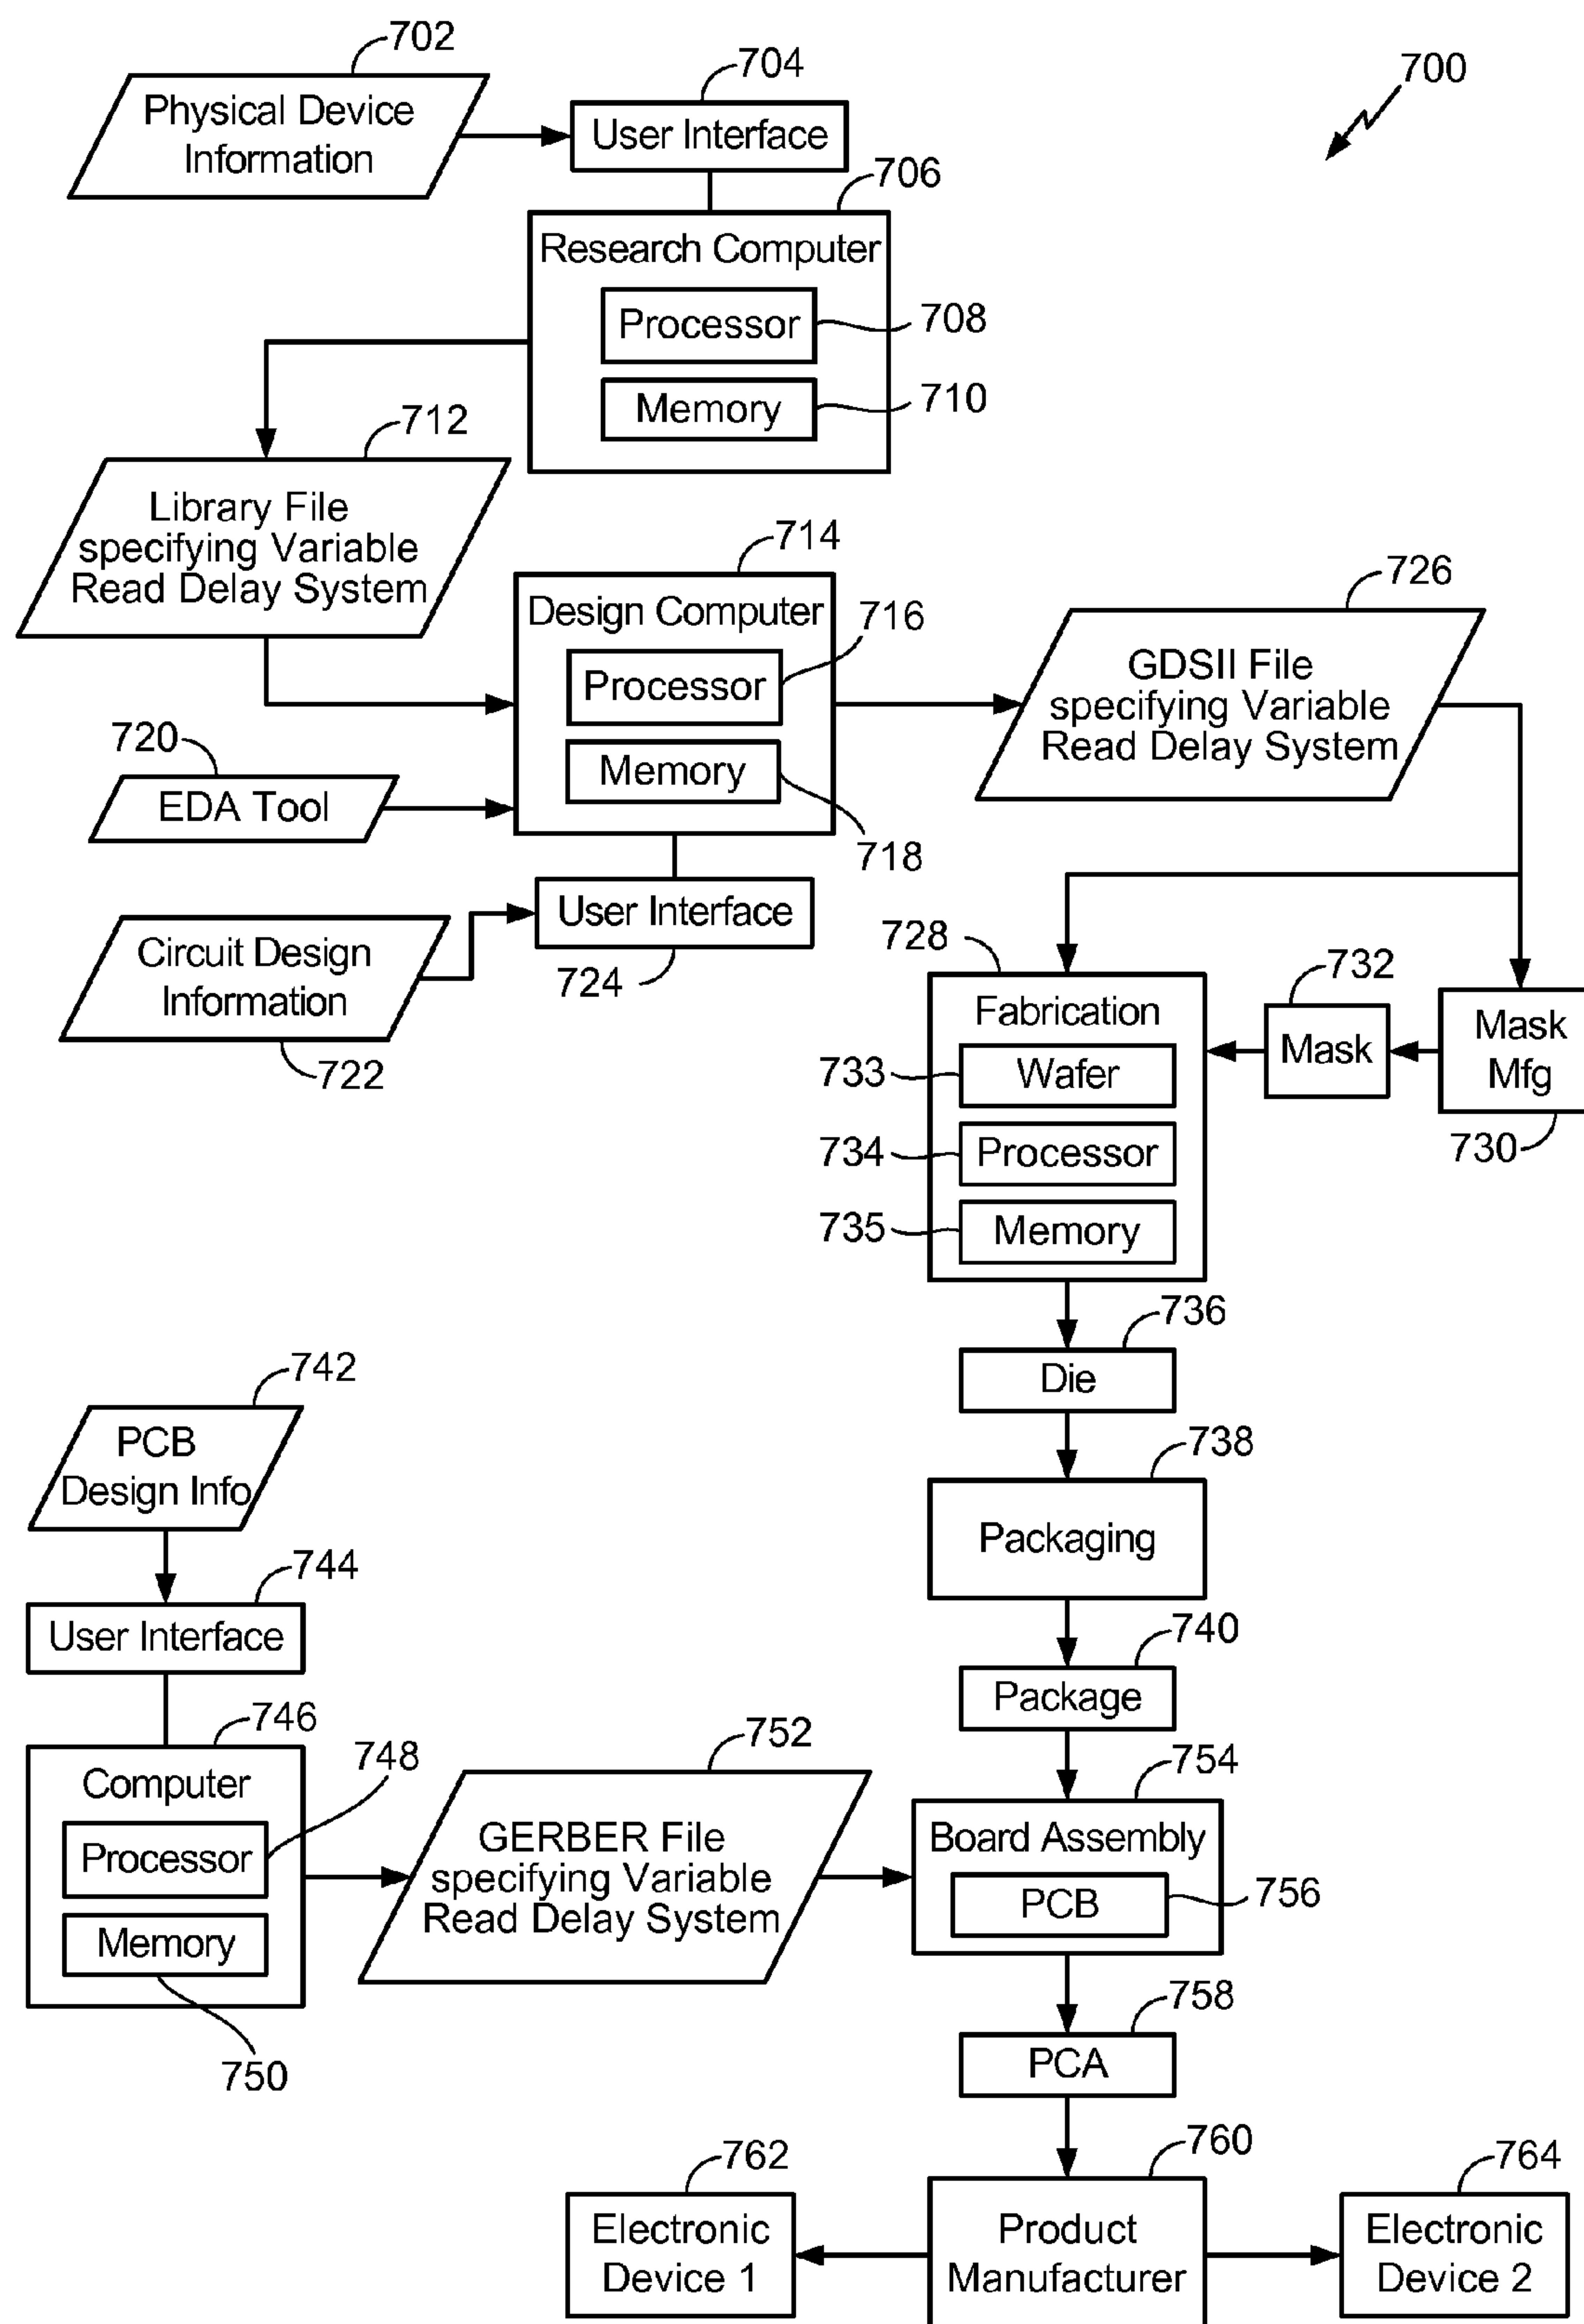 702
Physical Device
Information
704
User Interface
700
706
Research Computer
Processor
708
Memory
710
712
Library File
specifying Variable
Read Delay System
714
Design Computer
716
Processor
Memory
718
720
EDA Tool
Circuit Design
Information
722
User Interface
724
726
GDSII File
specifying Variable
Read Delay System
728
Fabrication
733
Wafer
734
Processor
735
Memory
732
Mask
Mask
Mfg
730
736
Die
738
Packaging
740
Package
742
PCB
Design Info
744
User Interface
746
Computer
748
Processor
Memory
750
752
GERBER File
specifying Variable
Read Delay System
754
Board Assembly
PCB
756
758
PCA
760
Product
Manufacturer
762
Electronic
Device 1
764
Electronic
Device 2